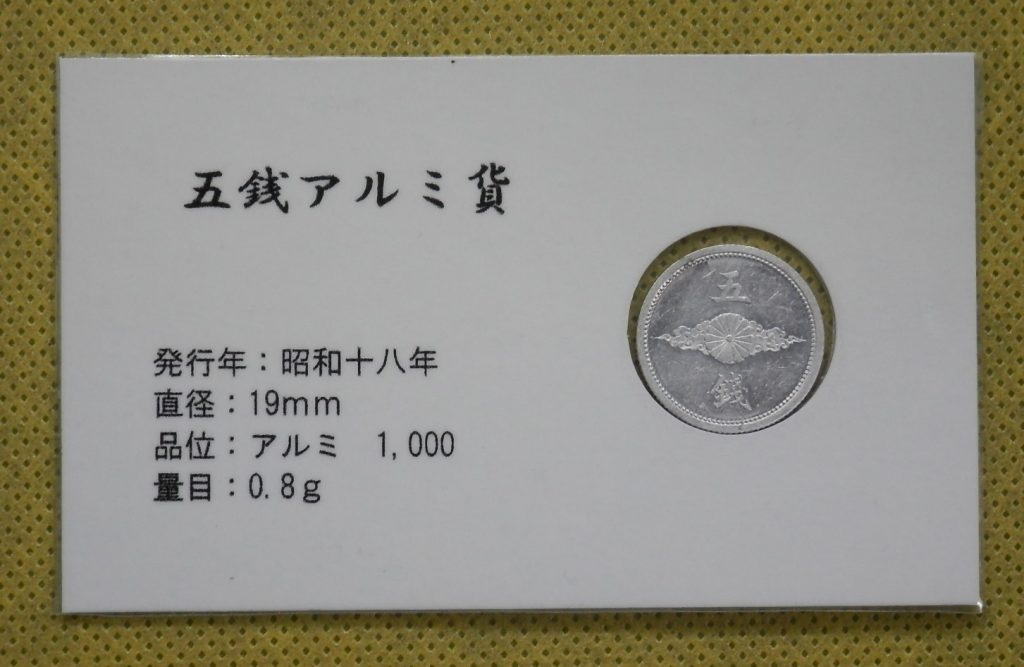 五銭アルミ貨
発行年：昭和十八年
直径：19mm
品位：アルミ　1,000
量目：0.8g
五
銭